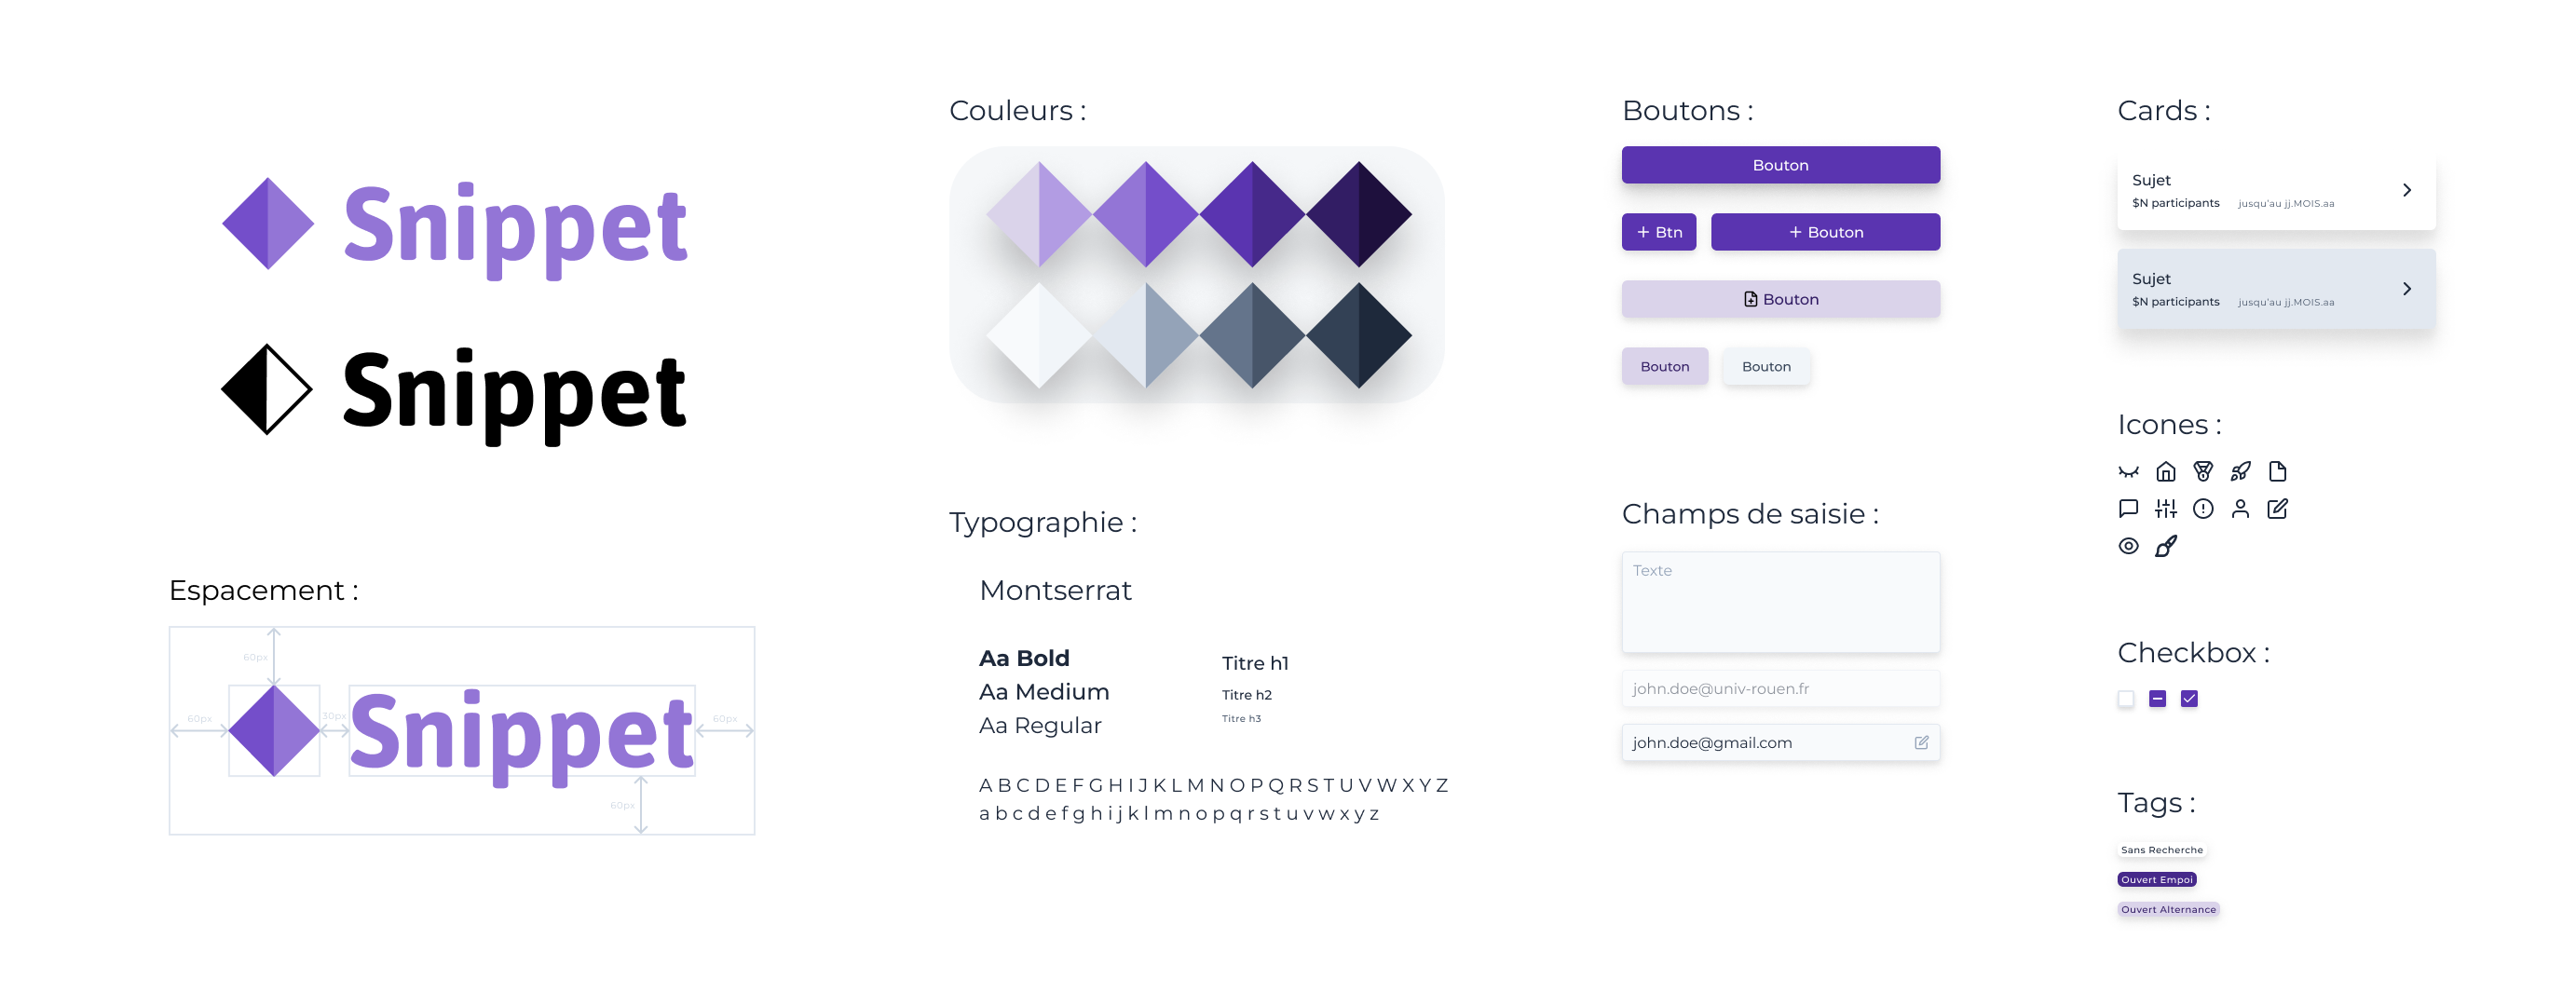 Snippet
Snippet
Espacement :
60px
60px
30px
Snippet
60px
60px
Couleurs :
Typographie :
Montserrat
Aa Bold
Aa Medium
Aa Regular
Titre h1
Titre h2
Titre h3
A B C D E F G H I J K L M N O P Q R S T U V W X Y Z
a b c d e f g h i j k l m n o p q r s t u v w x y z
Boutons :
Bouton
+ Btn
+ Bouton
Bouton
Bouton
Bouton
Champs de saisie :
Texte
john.doe@univ-rouen.fr
john.doe@gmail.com
Cards :
Sujet
$N participants jusqu'au jj.MOIS.aa
Sujet
$N participants jusqu'au jj.MOIS.aa
Icones :
Checkbox :
Tags :
Sans Recherche
Ouvert Empoi
Ouvert Alternance